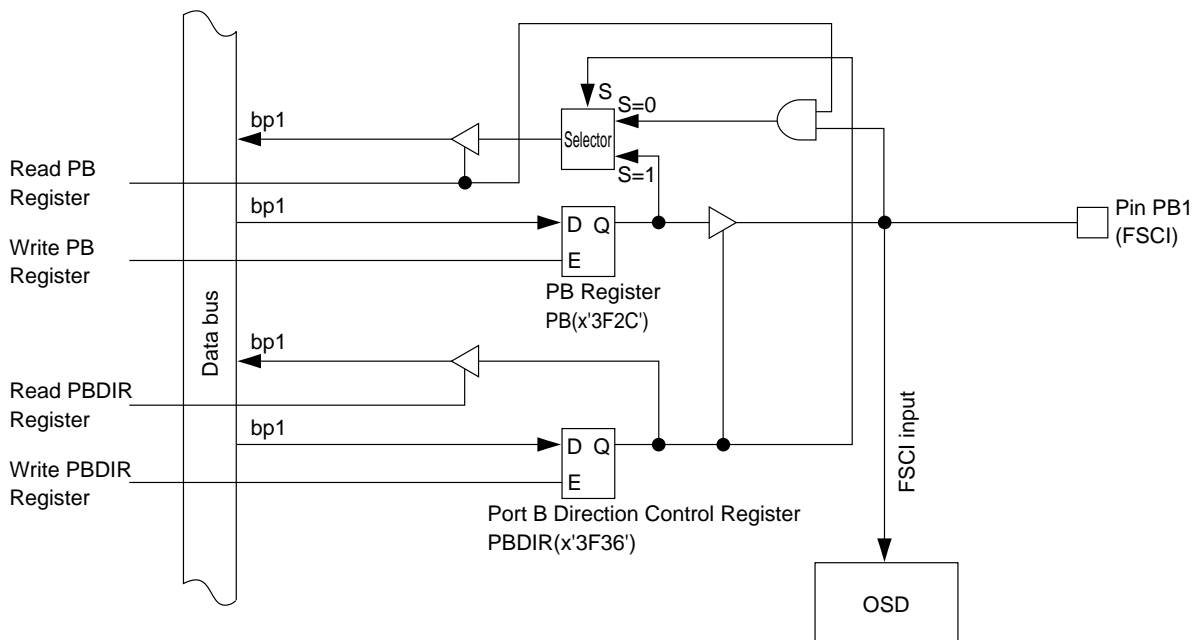 S
S=0
bp1
Selector
Read PB
Register
S=1
bp1
D Q
E
Pin PB1
(FSCI)
Write PB
Register
PB Register
PB(x'3F2C')
Data bus
bp1
Read PBDIR
Register
bp1
D Q
E
FSCI input
Write PBDIR
Register
Port B Direction Control Register
PBDIR(x'3F36')
OSD